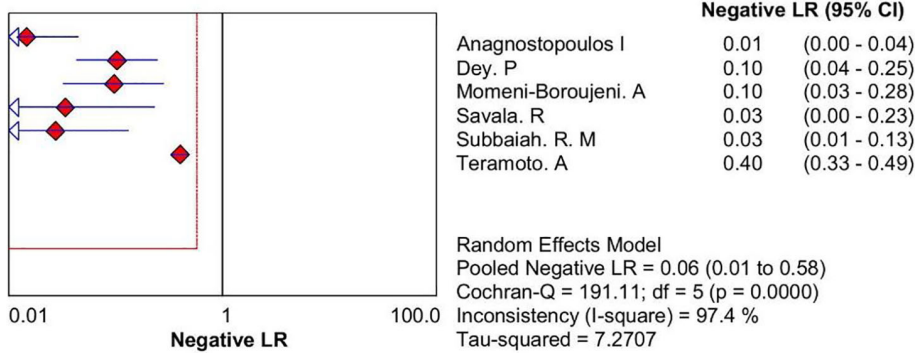 Negative LR (95% CI)
Anagnostopoulos I 0.01 (0.00 - 0.04)
Dey. P 0.10 (0.04 - 0.25)
Momeni-Boroujeni. A 0.10 (0.03 - 0.28)
Savala. R 0.03 (0.00 - 0.23)
Subbaiah. R. M 0.03 (0.01 - 0.13)
Teramoto. A 0.40 (0.33 - 0.49)
Random Effects Model
Pooled Negative LR = 0.06 (0.01 to 0.58)
Cochran-Q = 191.11; df = 5 (p = 0.0000)
Inconsistency (I-square) = 97.4 %
Tau-squared = 7.2707
0.01 1 100.0
Negative LR